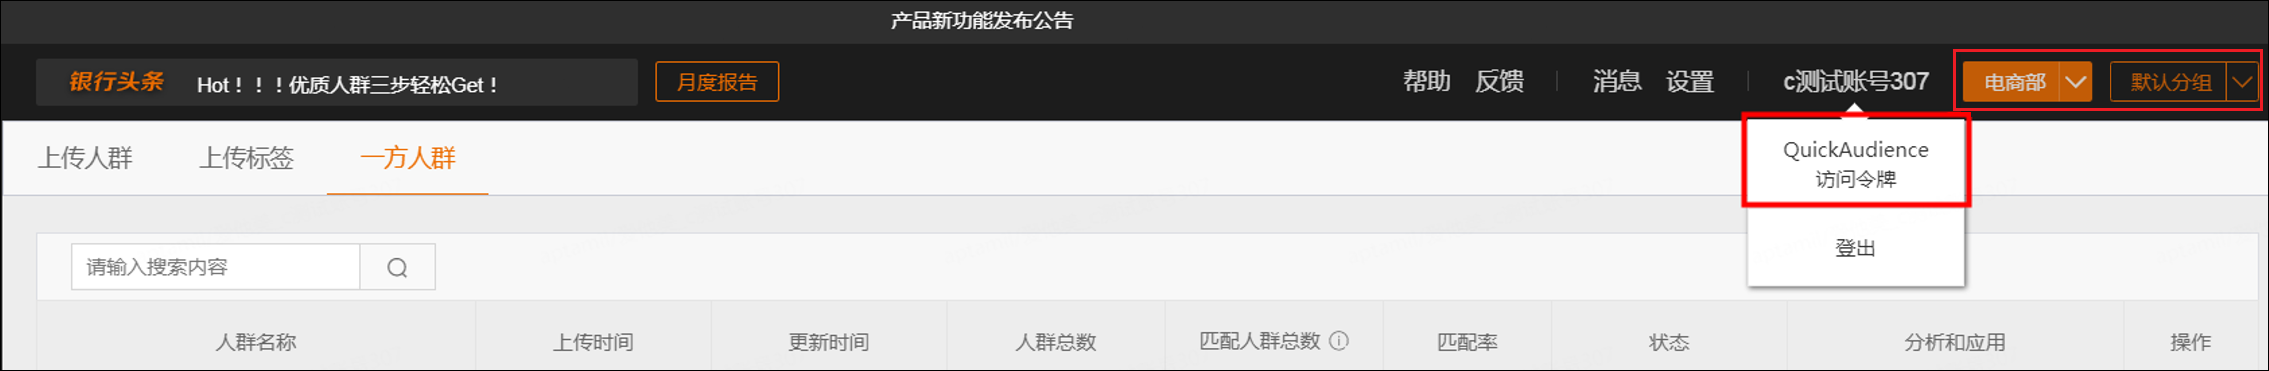 产品新功能发布公告
银行头条 Hot！！！优质人群三步轻松Get！ 月度报告 帮助 反馈 消息 设置 c测试账号307 电商部 默认分组
上传人群 上传标签 一方人群
QuickAudience
访问令牌
登出
请输入搜索内容
人群名称 上传时间 更新时间 人群总数 匹配人群总数 匹配率 状态 分析和应用 操作